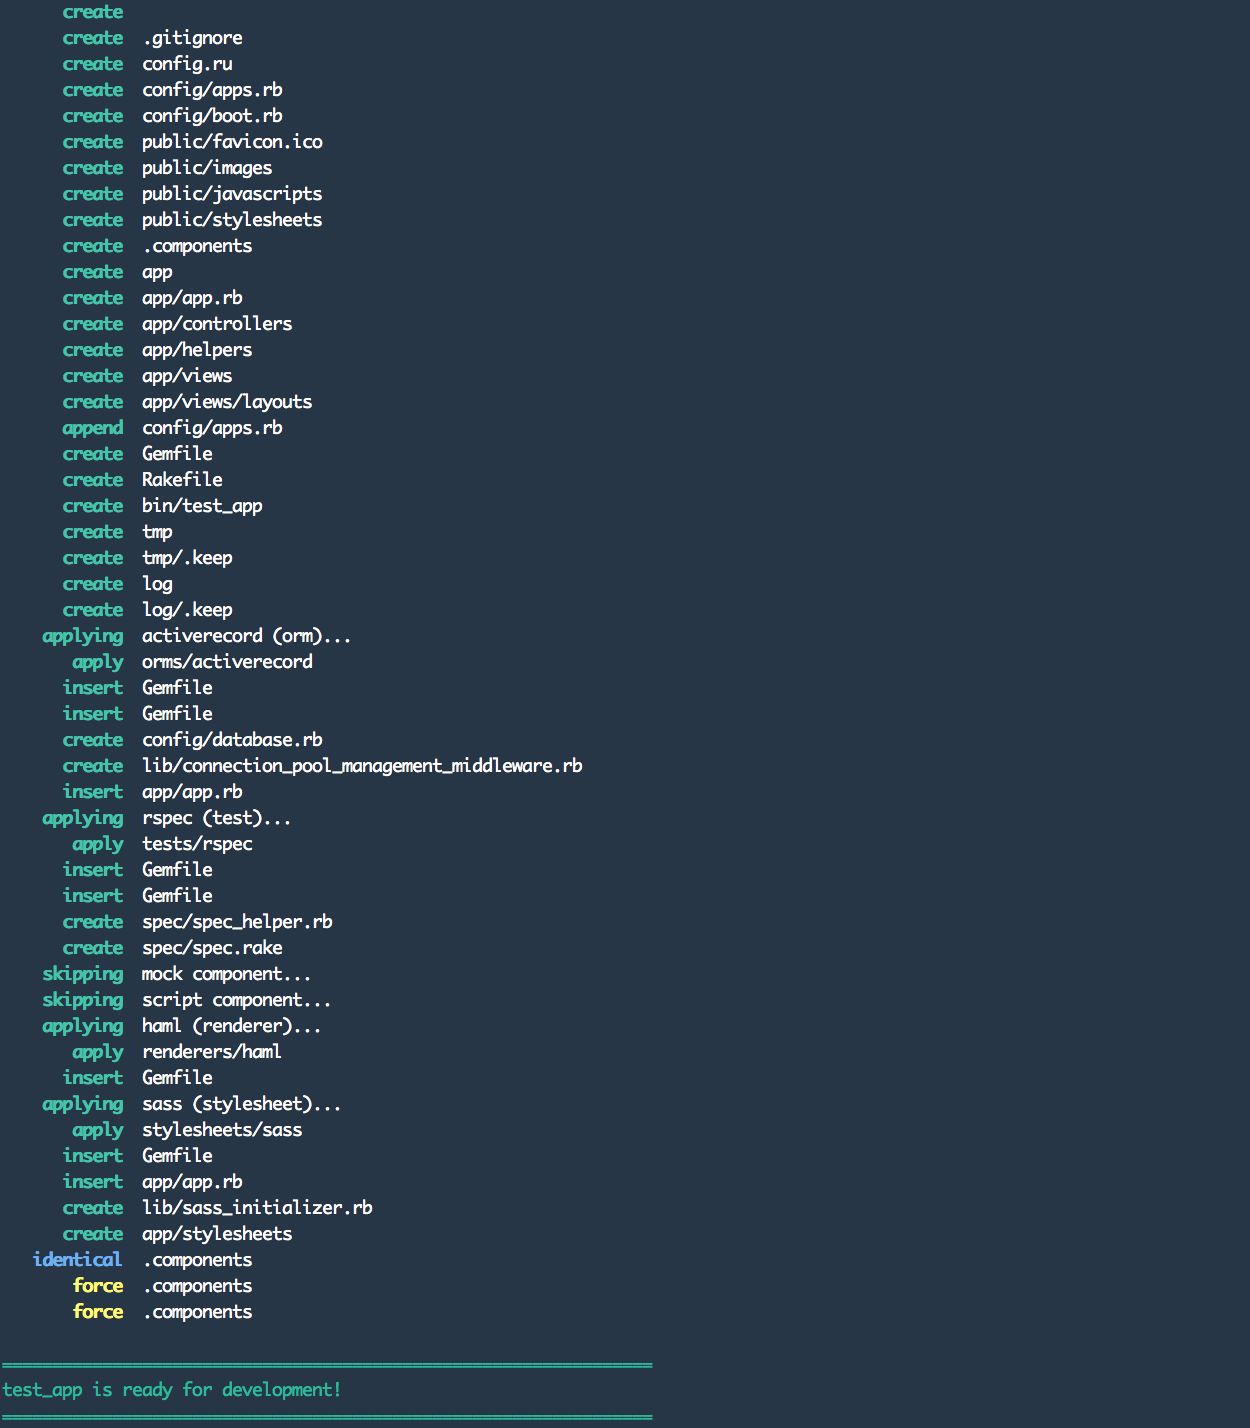 create
create .gitignore
create config.ru
create config/apps.rb
create config/boot.rb
create public/favicon.ico
create public/images
create public/javascripts
create public/stylesheets
create .components
create app
create app/app.rb
create app/controllers
create app/helpers
create app/views
create app/views/layouts
append config/apps.rb
create Gemfile
create Rakefile
create bin/test_app
create tmp
create tmp/.keep
create log
create log/.keep
applying activerecord (orm)...
apply orms/activerecord
insert Gemfile
insert Gemfile
create config/database.rb
create lib/connection_pool_management_middleware.rb
insert app/app.rb
applying rspec (test)...
apply tests/rspec
insert Gemfile
insert Gemfile
create spec/spec_helper.rb
create spec/spec.rake
skipping mock component...
skipping script component...
applying haml (renderer)...
apply renderers/haml
insert Gemfile
applying sass (stylesheet)...
apply stylesheets/sass
insert Gemfile
insert app/app.rb
create lib/sass_initializer.rb
create app/stylesheets
identical .components
force .components
force .components
=================================================================
test_app is ready for development!
=================================================================